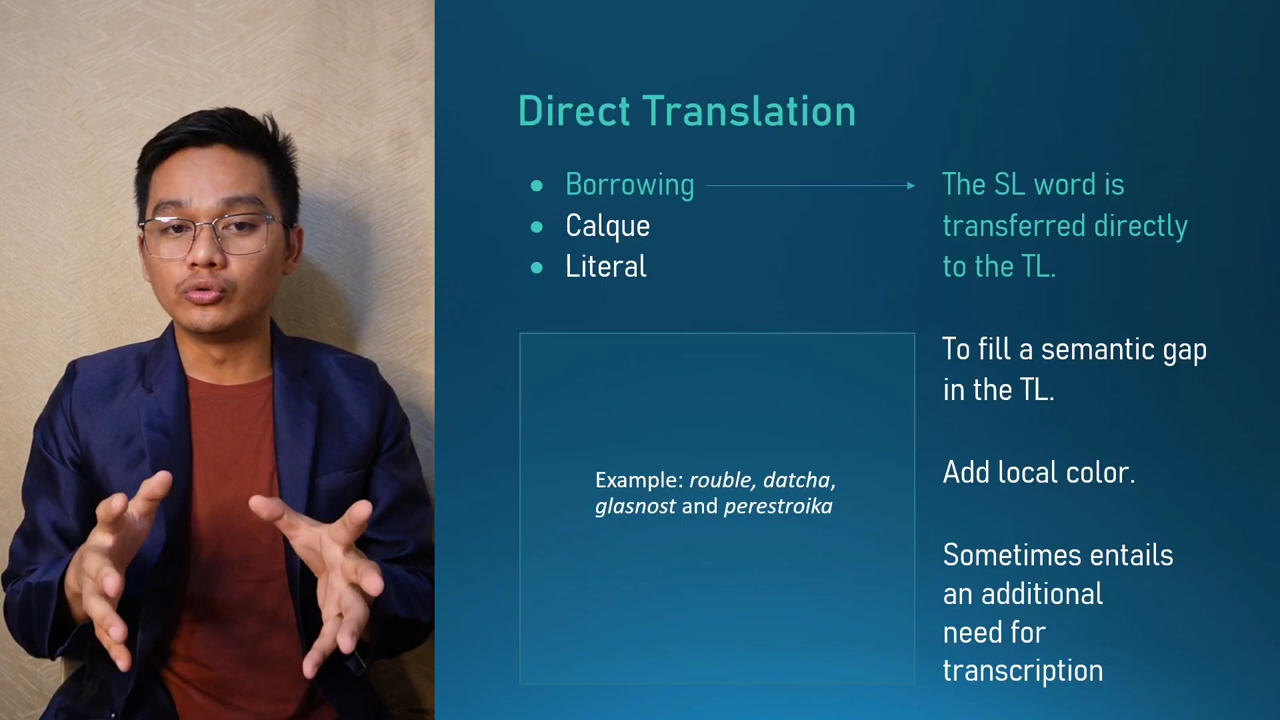 Direct Translation
Borrowing
Calque
Literal
The SL word is
transferred directly
to the TL.
Example: rouble, datcha,
glasnost and perestroika
To fill a semantic gap
in the TL.
Add local color.
Sometimes entails
an additional
need for
transcription